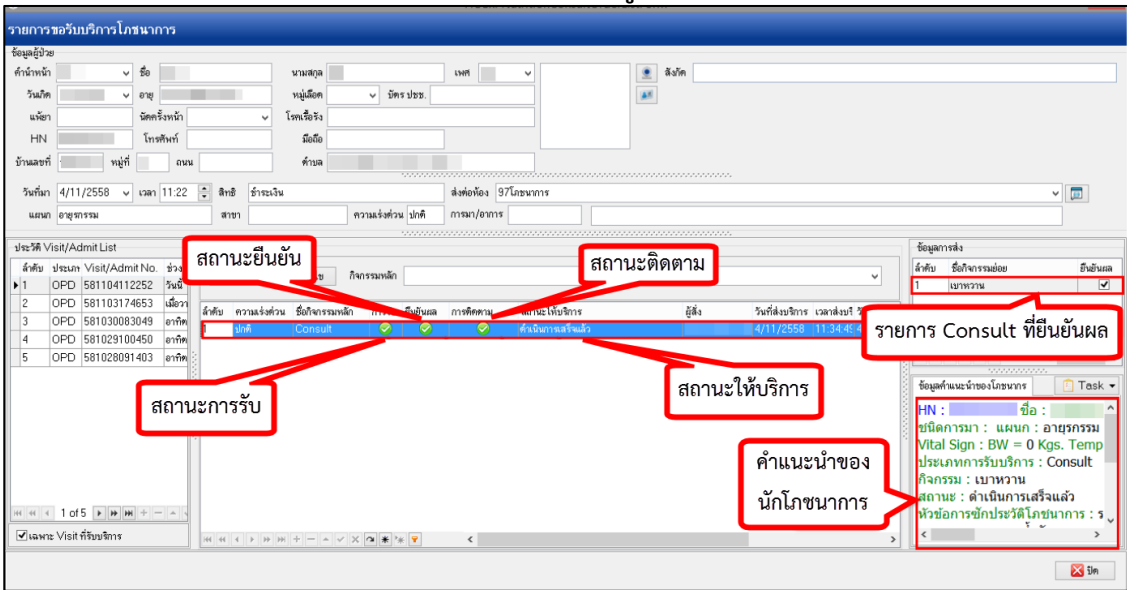 รายการขอรับบริการโภชนาการ
ข้อมูลผู้ป่วย
คำนำหน้า ชื่อ นามสกุล เพศ สังกัด
วันเกิด อายุ หมู่เลือด บัตร ปชช.
แพ้ยา นัดครั้งหน้า โรคเรื้อรัง
HN โทรศัพท์ มือถือ
บ้านเลขที่ หมู่ที่ ถนน ตำบล
วันที่มา 4/11/2558 เวลา 11:22 สิทธิ ชำระเงิน ส่งต่อห้อง 97โภชนาการ
แผนก อายุรกรรม สาขา ความเร่งด่วน ปกติ การมา/อาการ
ประวัติ Visit/Admit List
ลำดับ ประเภท Visit/Admit No. ช่วง
1 OPD 581104112252 วันนี้
2 OPD 581103174653 เมื่อวา
3 OPD 581030083049 อาทิต
4 OPD 581029100450 อาทิต
5 OPD 581028091403 อาทิต
1 of 5
เฉพาะ Visit ที่รับบริการ
สถานะยืนยัน
สถานะติดตาม
กิจกรรมหลัก
ลำดับ ความเร่งด่วน ชื่อกิจกรรมหลัก ยืนยันผล การติดตาม สถานะให้บริการ ผู้สั่ง วันที่ส่งบริการ เวลาส่งบริ
1 ปกติ Consult ดำเนินการเสร็จแล้ว 4/11/2558 11:34:45
สถานะการรับ
สถานะให้บริการ
ข้อมูลการส่ง
ลำดับ ชื่อกิจกรรมย่อย ยืนยันผล
1 เบาหวาน
รายการ Consult ที่ยืนยันผล
ข้อมูลคำแนะนำของโภชนากร Task
HN : ชื่อ :
ชนิดการมา : แผนก : อายุรกรรม
Vital Sign : BW = 0 Kgs. Temp
ประเภทการรับบริการ : Consult
กิจกรรม : เบาหวาน
สถานะ : ดำเนินการเสร็จแล้ว
หัวข้อการซักประวัติโภชนาการ : ร
คำแนะนำของ
นักโภชนาการ
ปิด